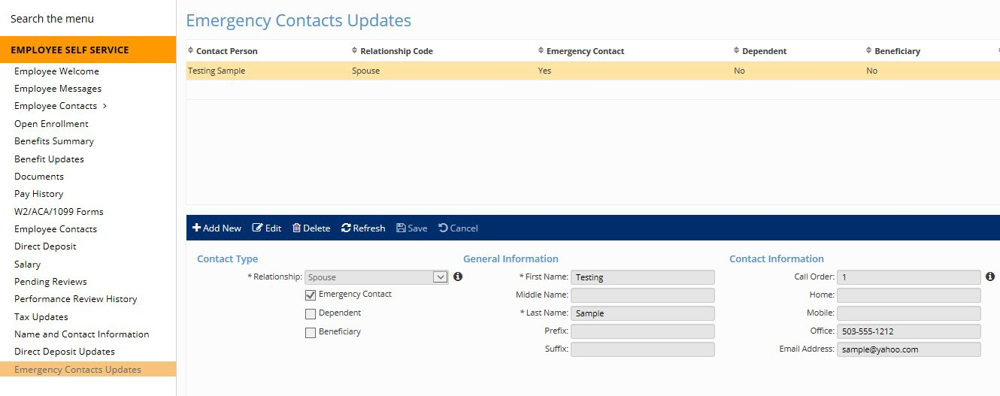 Search the menu
EMPLOYEE SELF SERVICE
Employee Welcome
Employee Messages
Employee Contacts >
Open Enrollment
Benefits Summary
Benefit Updates
Documents
Pay History
W2/ACA/1099 Forms
Employee Contacts
Direct Deposit
Salary
Pending Reviews
Performance Review History
Tax Updates
Name and Contact Information
Direct Deposit Updates
Emergency Contacts Updates
Emergency Contacts Updates
Contact Person Relationship Code Emergency Contact Dependent Beneficiary
Testing Sample Spouse Yes No No
Add New Edit Delete Refresh Save Cancel
Contact Type
* Relationship: Spouse
Emergency Contact
Dependent
Beneficiary
General Information
* First Name: Testing
Middle Name:
* Last Name: Sample
Prefix:
Suffix:
Contact Information
Call Order: 1
Home:
Mobile:
Office: 503-555-1212
Email Address: sample@yahoo.com